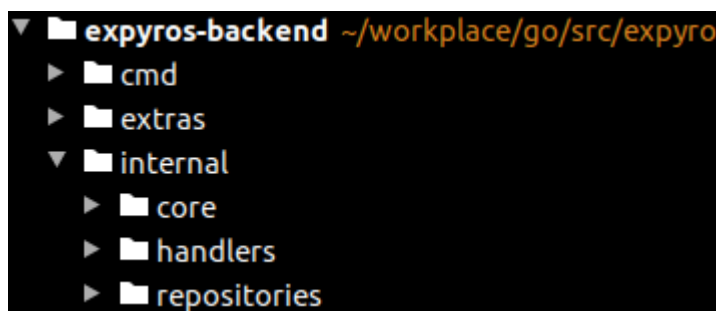 expyros-backend ~/workplace/go/src/expyro
cmd
extras
internal
core
handlers
repositories